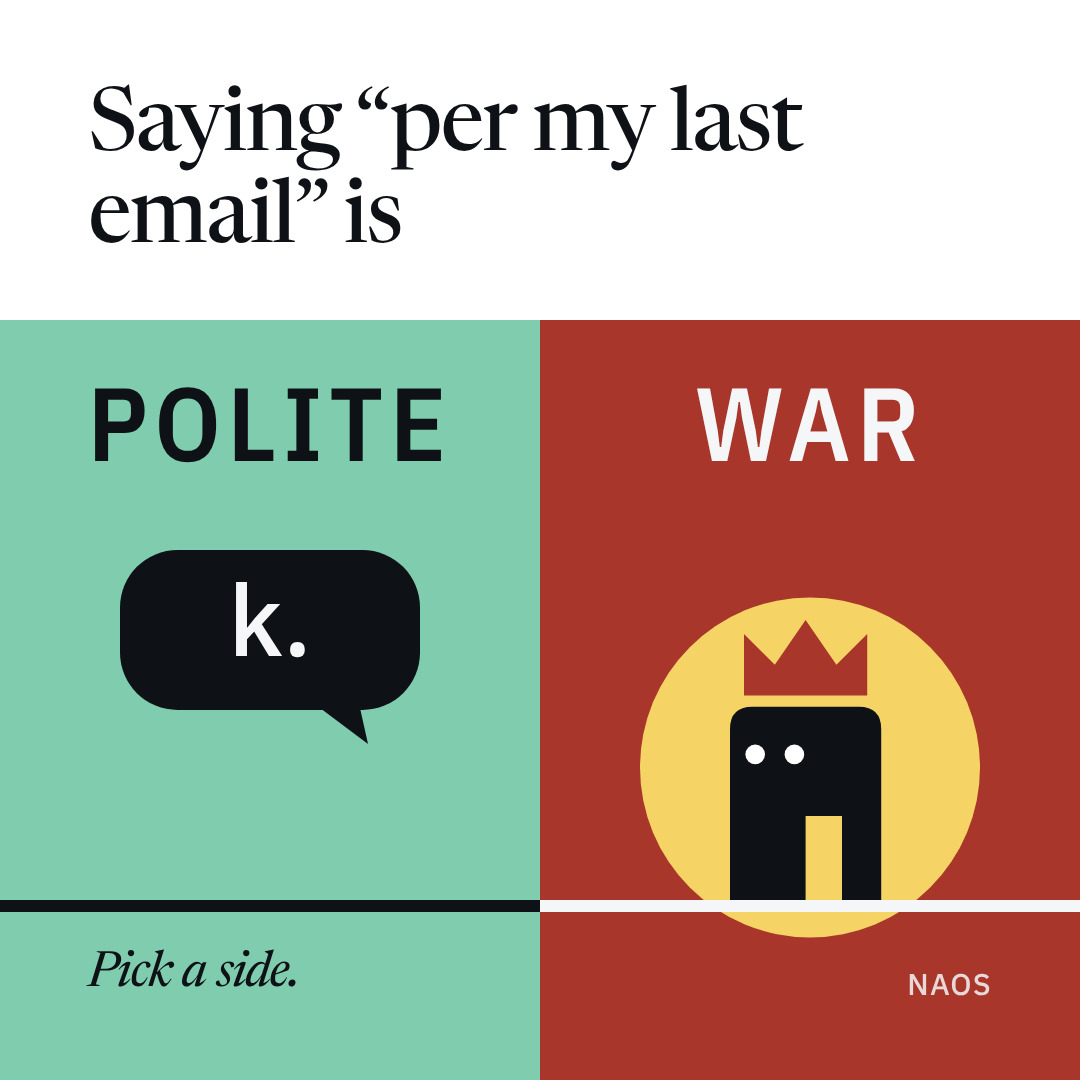 Saying “per my last
email” is
POLITE
WAR
k.
Pick a side.
NAOS